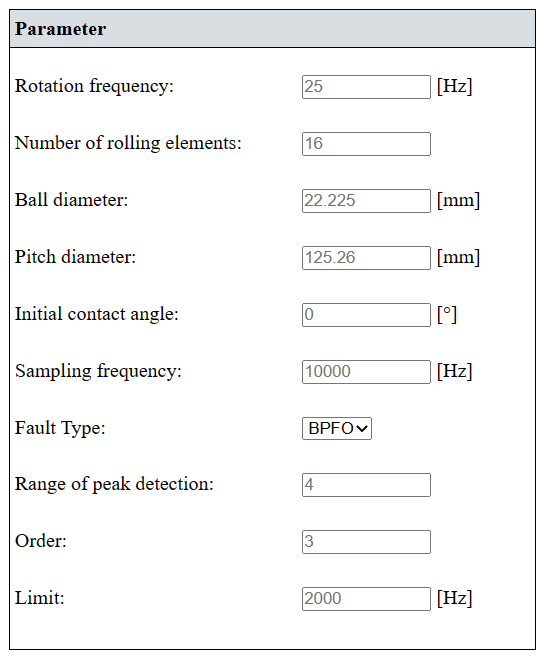 Parameter
Rotation frequency: 25 [Hz]
Number of rolling elements: 16
Ball diameter: 22.225 [mm]
Pitch diameter: 125.26 [mm]
Initial contact angle: 0 [°]
Sampling frequency: 10000 [Hz]
Fault Type: BPFO
Range of peak detection: 4
Order: 3
Limit: 2000 [Hz]